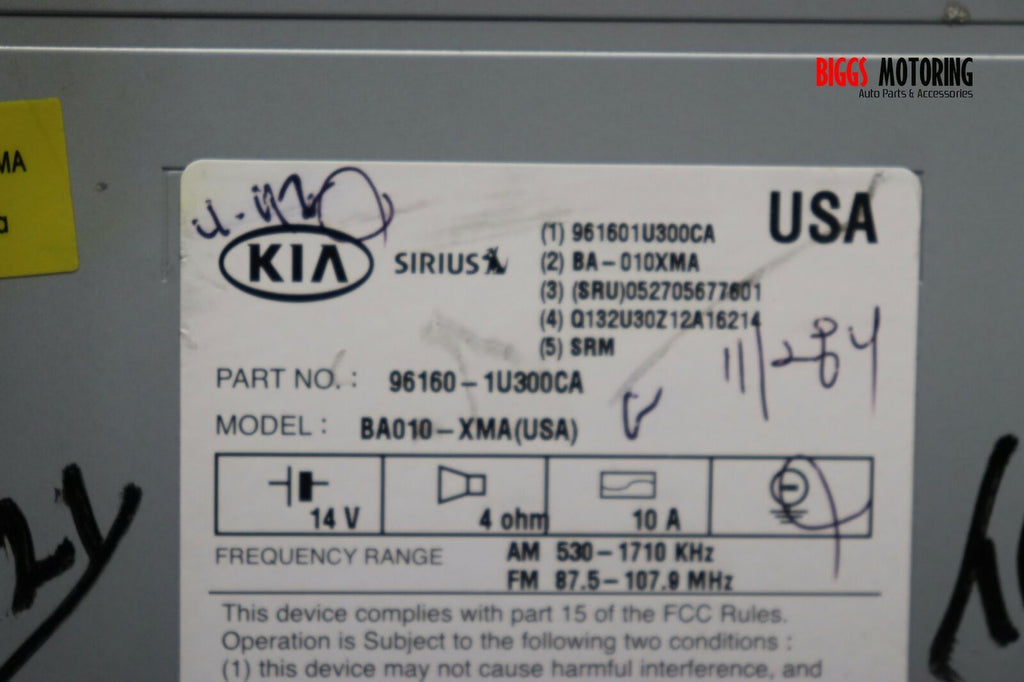 BIGGS MOTORING
Auto Parts & Accessories
MA
a
USA
KIA
SIRIUS
(1) 961601U300CA
(2) BA-010XMA
(3) (SRU)052705677601
(4) Q132U30Z12A16214
(5) SRM
11/284
PART NO. : 96160-1U300CA
MODEL : BA010-XMA(USA)
14 V
4 ohm
10 A
FREQUENCY RANGE AM 530-1710 KHz
FM 87.5-107.9 MHz
This device complies with part 15 of the FCC Rules.
Operation is Subject to the following two conditions :
(1) this device may not cause harmful interference, and